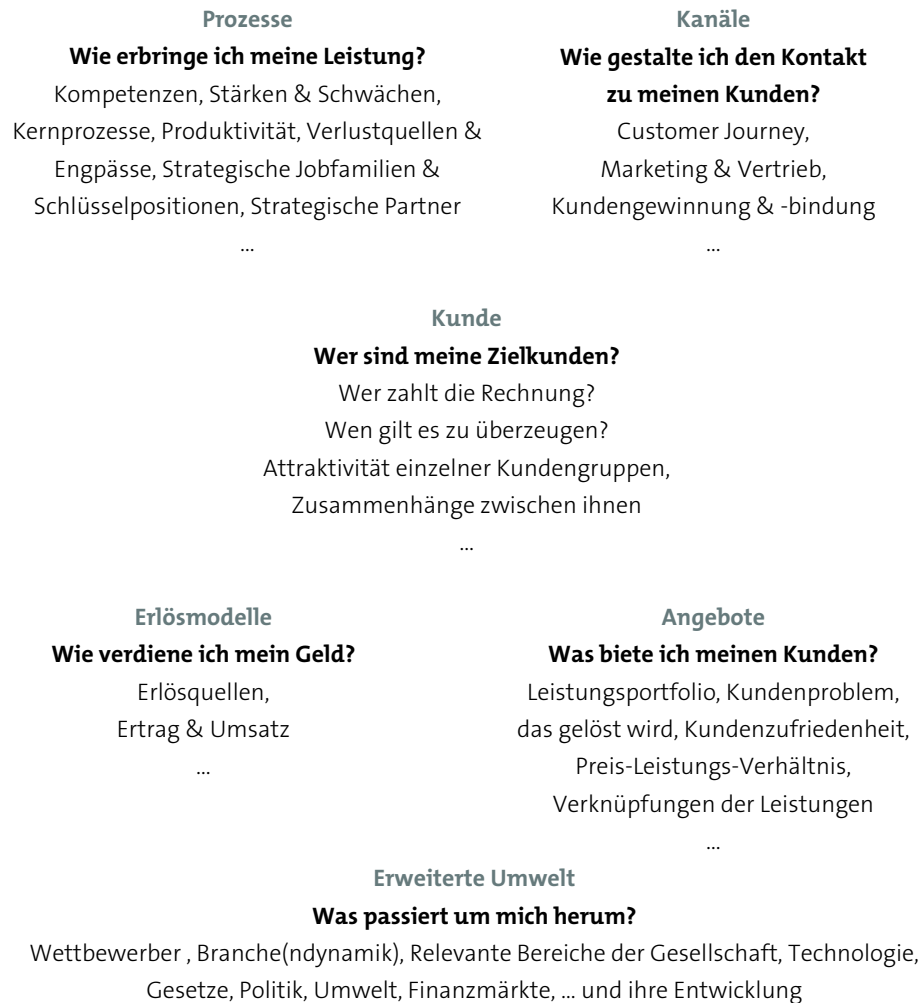 Prozesse
Wie erbringe ich meine Leistung?
Kompetenzen, Stärken & Schwächen,
Kernprozesse, Produktivität, Verlustquellen &
Engpässe, Strategische Jobfamilien &
Schlüsselpositionen, Strategische Partner
...
Kanäle
Wie gestalte ich den Kontakt
zu meinen Kunden?
Customer Journey,
Marketing & Vertrieb,
Kundengewinnung & -bindung
...
Kunde
Wer sind meine Zielkunden?
Wer zahlt die Rechnung?
Wen gilt es zu überzeugen?
Attraktivität einzelner Kundengruppen,
Zusammenhänge zwischen ihnen
...
Erlösmodelle
Wie verdiene ich mein Geld?
Erlösquellen,
Ertrag & Umsatz
...
Angebote
Was biete ich meinen Kunden?
Leistungsportfolio, Kundenproblem,
das gelöst wird, Kundenzufriedenheit,
Preis-Leistungs-Verhältnis,
Verknüpfungen der Leistungen
...
Erweiterte Umwelt
Was passiert um mich herum?
Wettbewerber , Branche(ndynamik), Relevante Bereiche der Gesellschaft, Technologie,
Gesetze, Politik, Umwelt, Finanzmärkte, ... und ihre Entwicklung